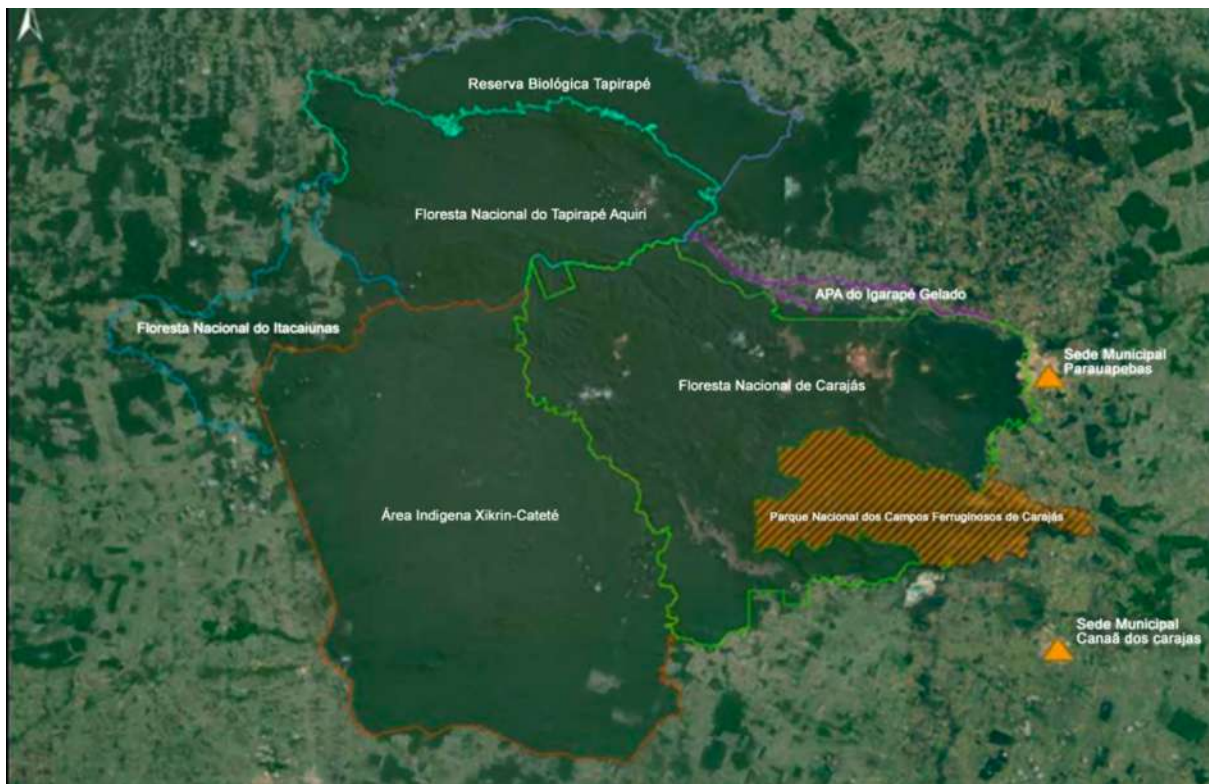 Reserva Biológica Tapirapé
Floresta Nacional do Tapirapé Aquiri
APA do Igarapé Gelado
Floresta Nacional do Itacaiunas
Sede Municipal
Parauapebas
Floresta Nacional de Carajás
Área Indigena Xikrin-Cateté
Parque Nacional dos Campos Ferruginosos de Carajás
Sede Municipal
Canaã dos carajas